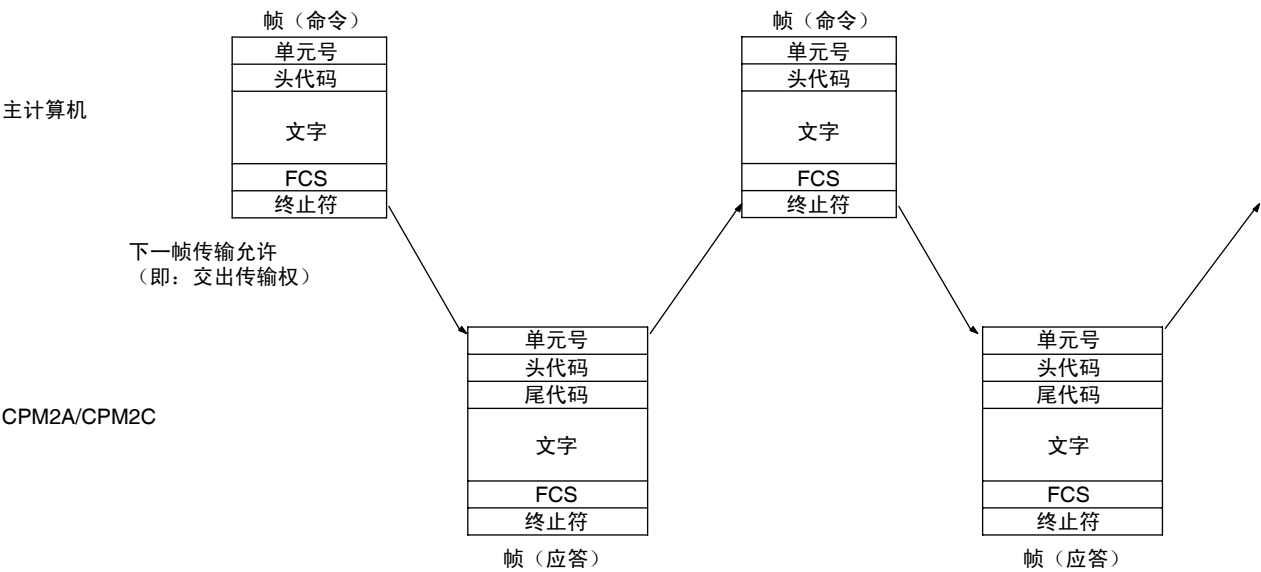 帧（命令）
单元号
头代码
文字
FCS
终止符
帧（命令）
单元号
头代码
文字
FCS
终止符
主计算机
下一帧传输允许
（即：交出传输权）
CPM2A/CPM2C
单元号
头代码
尾代码
文字
FCS
终止符
帧（应答）
单元号
头代码
尾代码
文字
FCS
终止符
帧（应答）